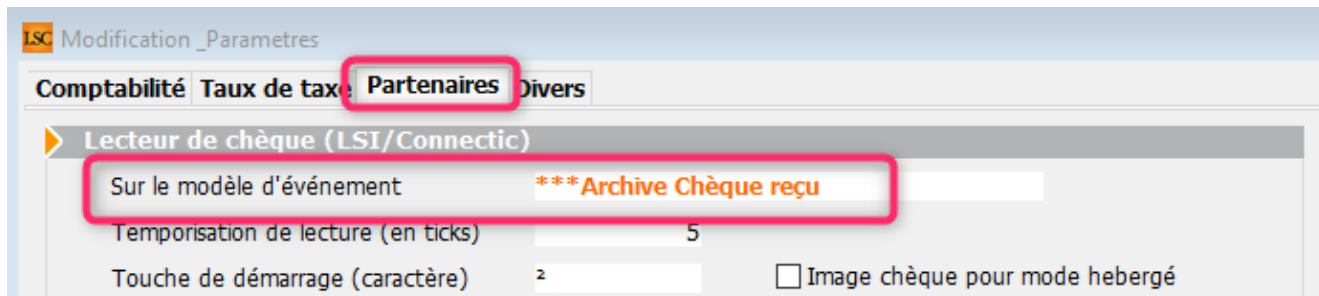 LSC Modification _Parametres
Comptabilité Taux de taxe Partenaires Divers
Lecteur de chèque (LSI/Connectic)
Sur le modèle d'événement ***Archive Chèque reçu
Temporisation de lecture (en ticks) 5
Touche de démarrage (caractère) ² Image chèque pour mode hebergé